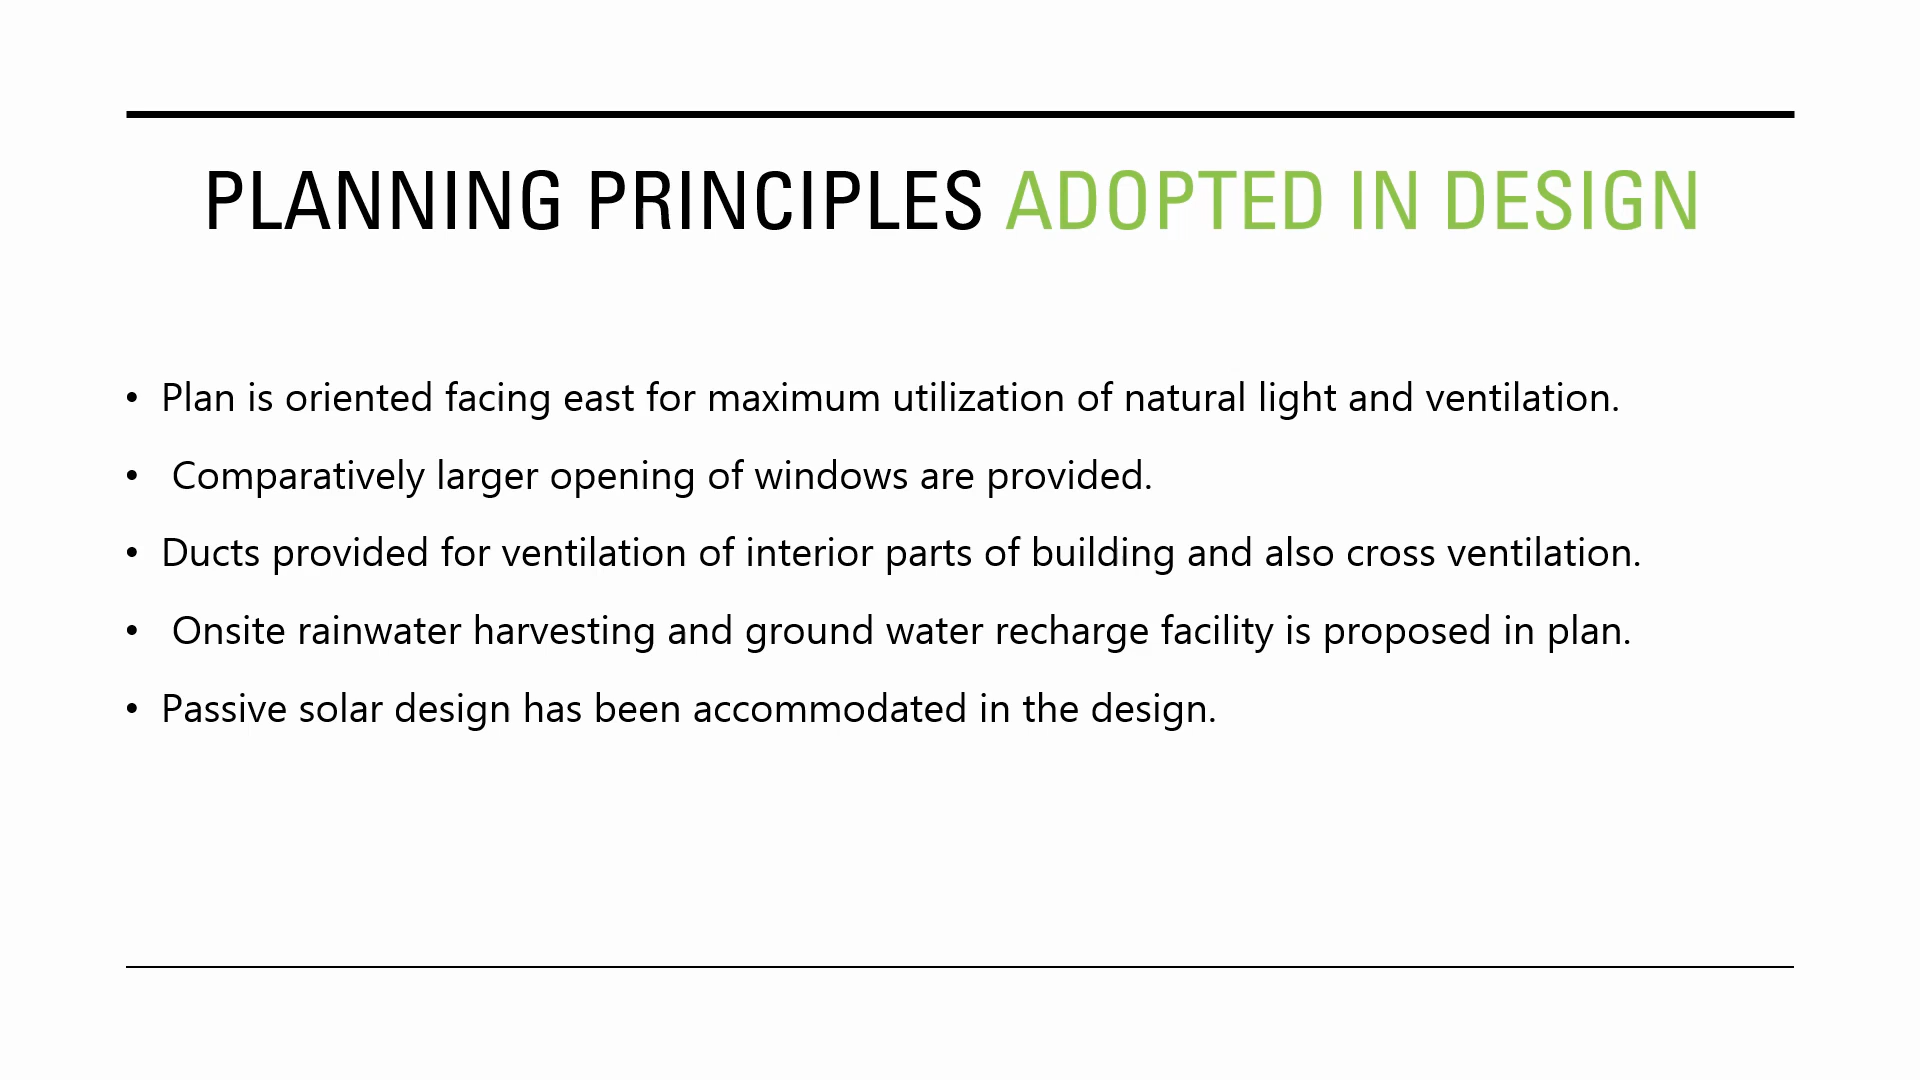 PLANNING PRINCIPLES ADOPTED IN DESIGN
• Plan is oriented facing east for maximum utilization of natural light and ventilation.
• Comparatively larger opening of windows are provided.
• Ducts provided for ventilation of interior parts of building and also cross ventilation.
• Onsite rainwater harvesting and ground water recharge facility is proposed in plan.
• Passive solar design has been accommodated in the design.